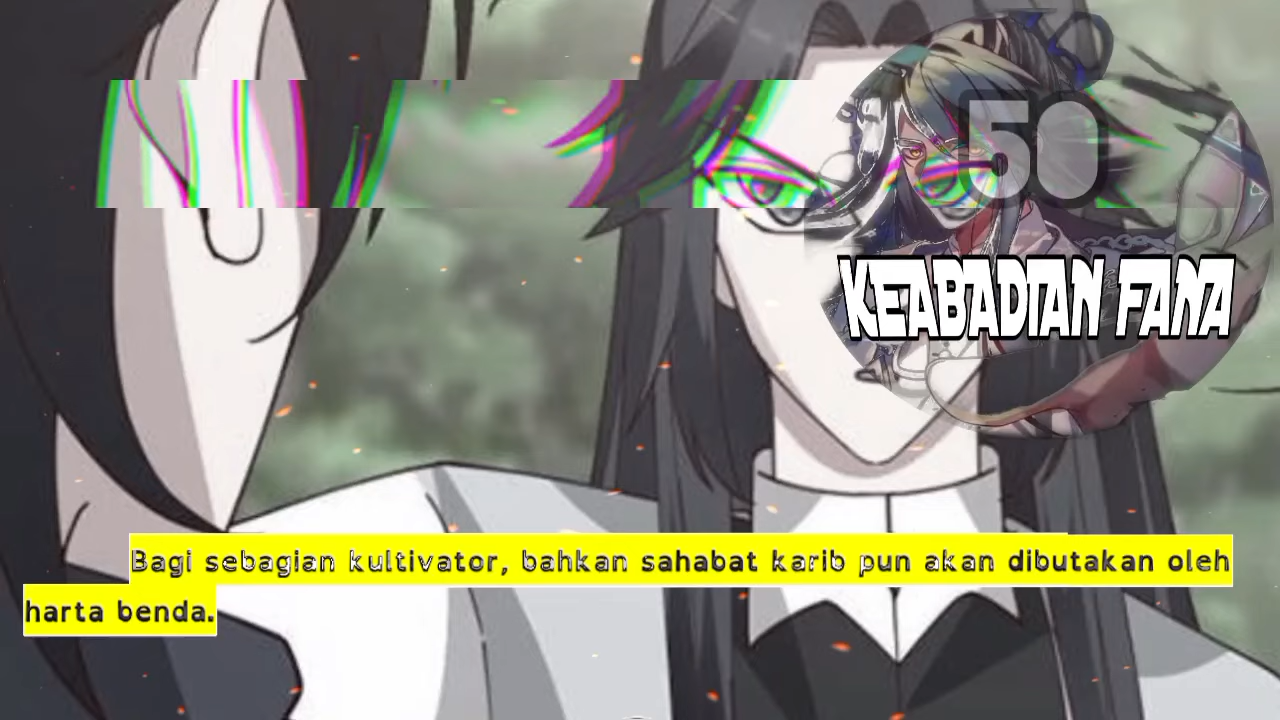 50
KEABADIAN FANA
Bagi sebagian kultivator, bahkan sahabat karib pun akan dibutakan oleh
harta benda.